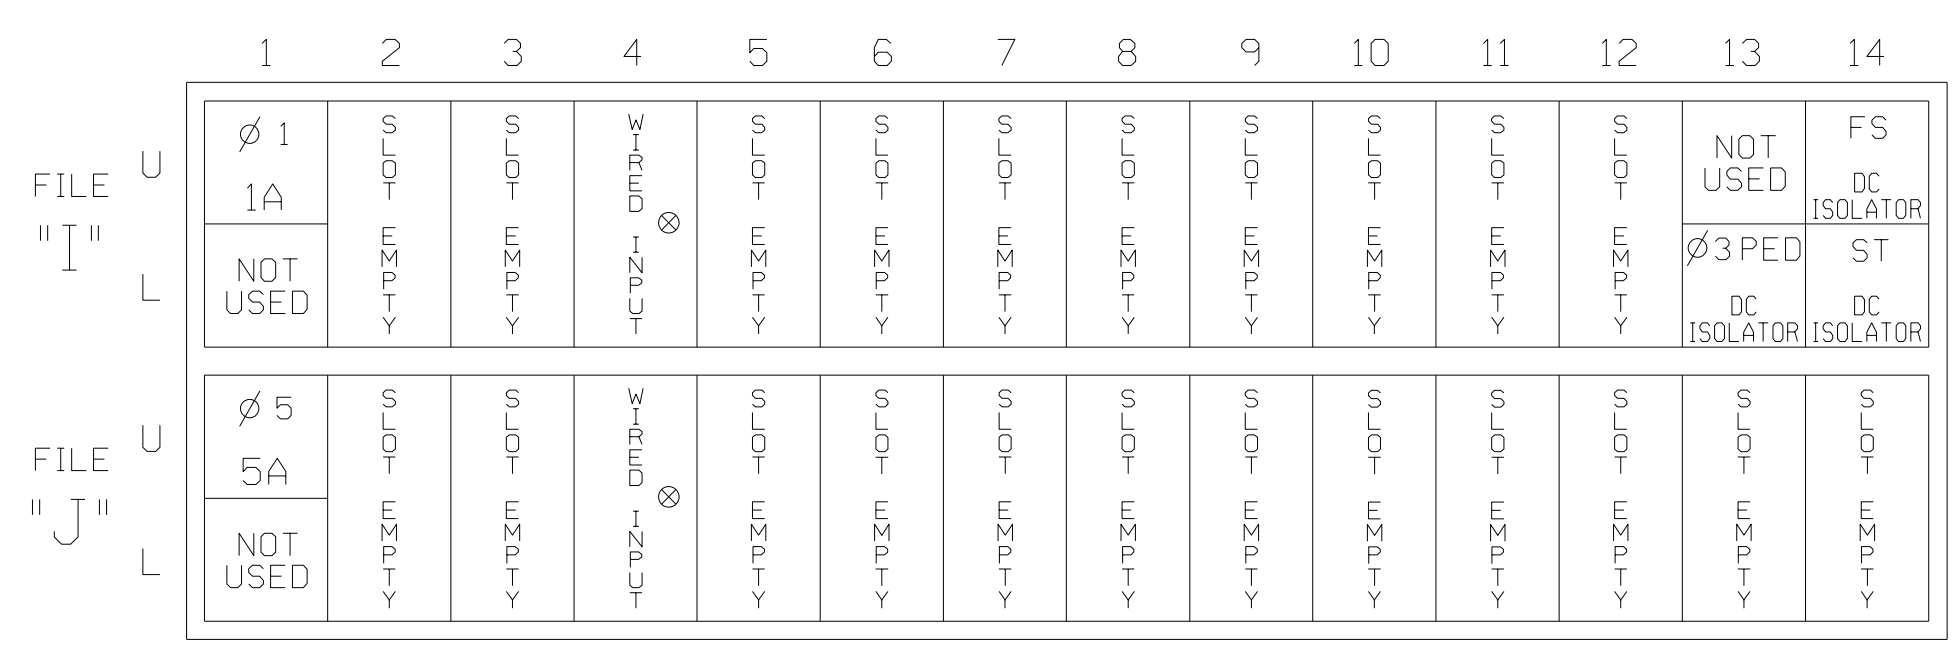 1 2 3 4 5 6 7 8 9 10 11 12 13 14
FILE "I"
U
L
Ø 1
1A
NOT USED
SLOT EMPTY
SLOT EMPTY
WIRED INPUT
SLOT EMPTY
SLOT EMPTY
SLOT EMPTY
SLOT EMPTY
SLOT EMPTY
SLOT EMPTY
SLOT EMPTY
SLOT EMPTY
NOT USED
Ø3 PED
DC ISOLATOR
FS
DC ISOLATOR
ST
DC ISOLATOR
FILE "J"
U
L
Ø 5
5A
NOT USED
SLOT EMPTY
SLOT EMPTY
WIRED INPUT
SLOT EMPTY
SLOT EMPTY
SLOT EMPTY
SLOT EMPTY
SLOT EMPTY
SLOT EMPTY
SLOT EMPTY
SLOT EMPTY
SLOT EMPTY
SLOT EMPTY